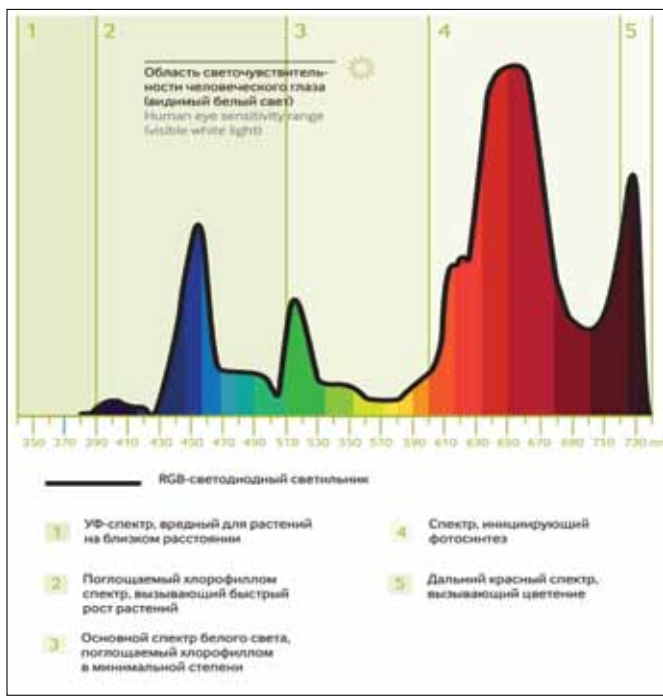 1 2 3 4 5
Область светочувствитель-
ности человеческого глаза
(видимый белый свет)
Human eye sensitivity range
(visible white light)
350 370 390 410 430 450 470 490 510 530 550 570 590 610 630 650 670 690 710 730 nm
RGB-светодиодный светильник
1 УФ-спектр, вредный для растений
на близком расстоянии
2 Поглощаемый хлорофиллом
спектр, вызывающий быстрый
рост растений
3 Основной спектр белого света,
поглощаемый хлорофиллом
в минимальной степени
4 Спектр, инициирующий
фотосинтез
5 Дальний красный спектр,
вызывающий цветение